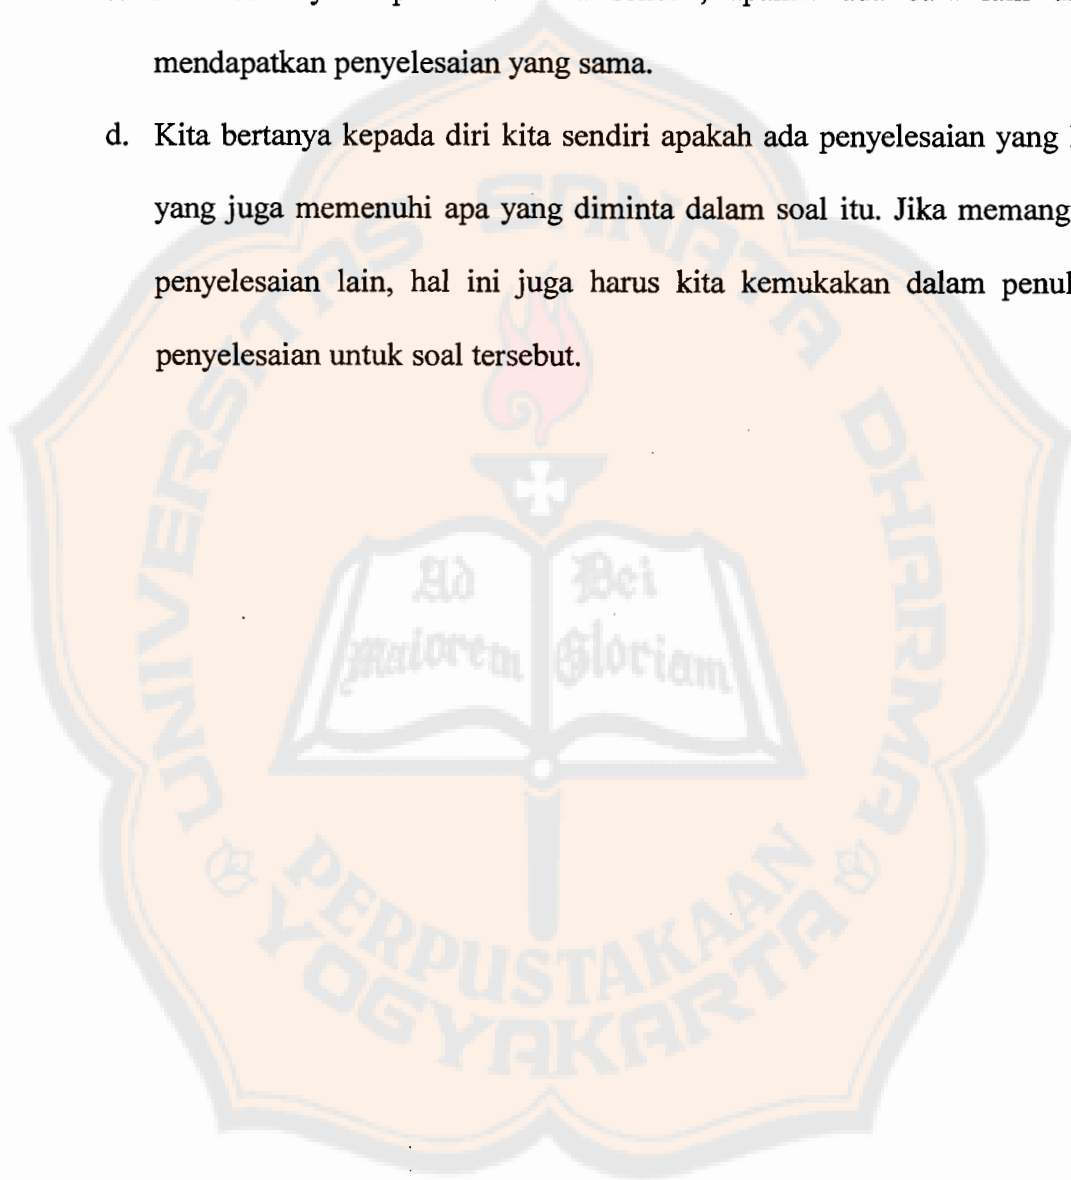 mendapatkan penyelesaian yang sama.
d. Kita bertanya kepada diri kita sendiri apakah ada penyelesaian yang
yang juga memenuhi apa yang diminta dalam soal itu. Jika memang
penyelesaian lain, hal ini juga harus kita kemukakan dalam
penyelesaian untuk soal tersebut.
UNIVERSITAS SANATA DHARMA
Ad Dei
Maiorem Gloriam
PERPUSTAKAAN
YOGYAKARTA